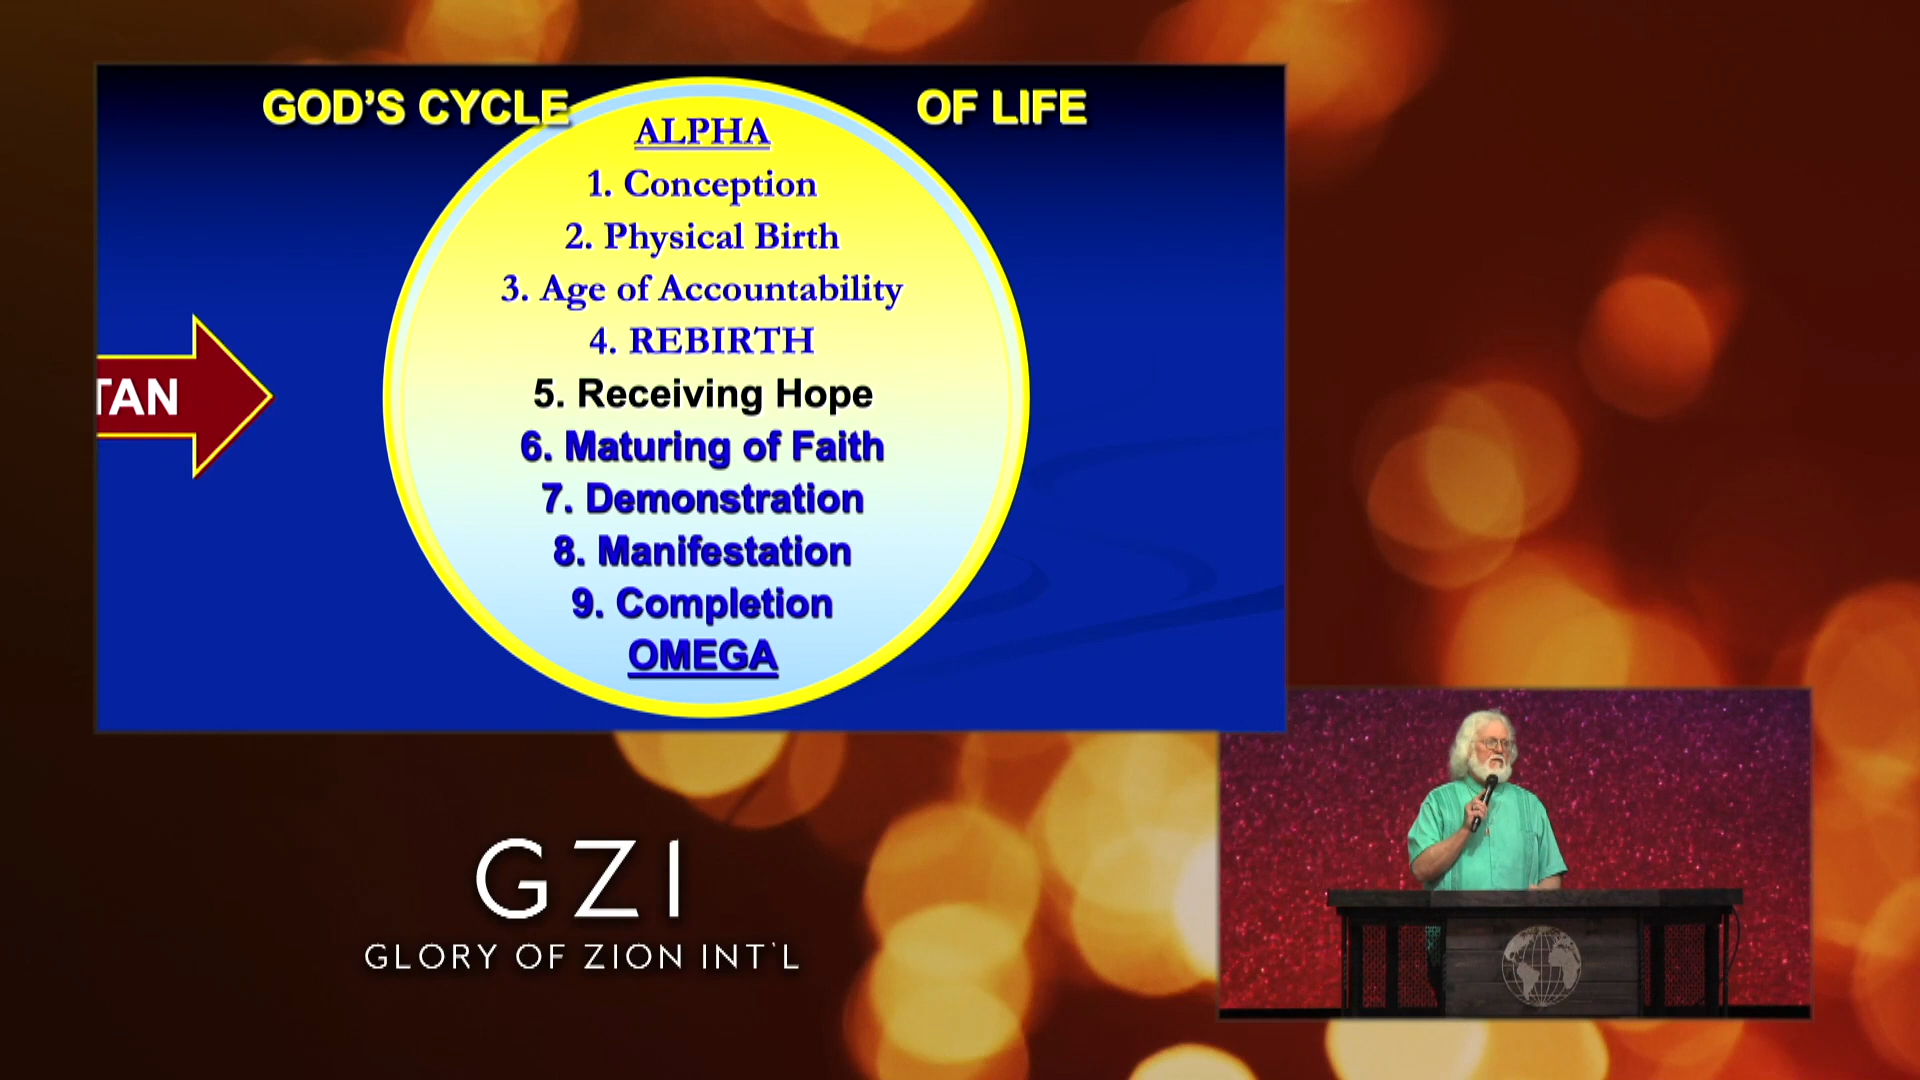 GOD'S CYCLE OF LIFE
ALPHA
1. Conception
2. Physical Birth
3. Age of Accountability
4. REBIRTH
5. Receiving Hope
6. Maturing of Faith
7. Demonstration
8. Manifestation
9. Completion
OMEGA
TAN
GZI
GLORY OF ZION INT'L